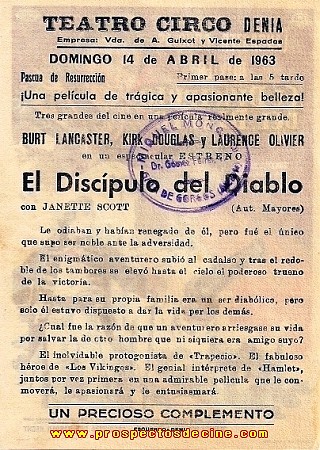 TEATRO CIRCO DENIA
Empresa: Vda. de A. Guixot y Vicente Espadas
DOMINGO 14 de ABRIL de 1963
Pascua de Resurrección Primer pase: a las 5 tarde
¡Una película de trágica y apasionante belleza!
Tres grandes del cine en una película realmente grande.
BURT LANCASTER, KIRK DOUGLAS y LAURENCE OLIVIER
en un espectacular ESTRENO
El Discípulo del Diablo
con JANETTE SCOTT (Aut. Mayores)
Le odiaban y habían renegado de él, pero fué el único
que supo ser noble ante la adversidad.
El enigmático aventurero subió al cadalso y tras el redo-
ble de los tambores se elevó hasta el cielo el poderoso trueno
de la victoria.
Hasta para su propia familia era un ser diabólico, pero
sólo él estavo dispuesto a dar la vida por los demás.
¿Cual fué la razón de que un aventurero arriesgase su vida
por salvar la de otro hombre que ni siquiera era amigo suyo?
El inolvidable protagonista de «Trapecio». El fabuloso
héroe de «Los Vikingos». El genial intérprete de «Hamlet»,
juntos por vez primera en una admirable película que le con-
moverá, le apasionará y le entusiasmará.
UN PRECIOSO COMPLEMENTO
www.prospectosdecine.com